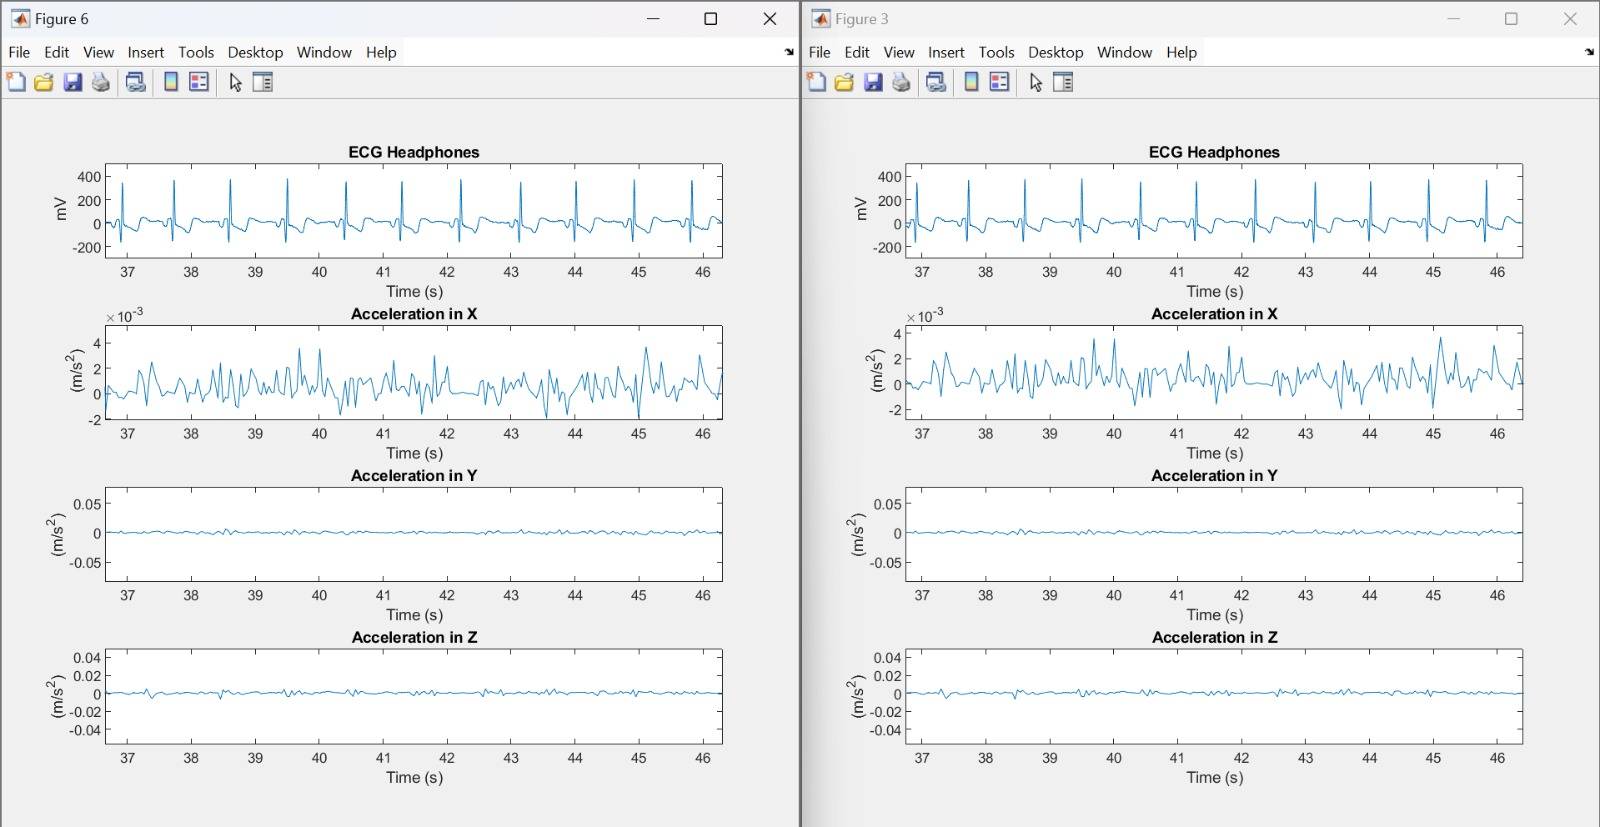 Figure 6
File Edit View Insert Tools Desktop Window Help
ECG Headphones
400
200
0
-200
mV
37 38 39 40 41 42 43 44 45 46
Time (s)
×10⁻³
Acceleration in X
4
2
0
-2
(m/s²)
37 38 39 40 41 42 43 44 45 46
Time (s)
Acceleration in Y
0.05
0
-0.05
(m/s²)
37 38 39 40 41 42 43 44 45 46
Time (s)
Acceleration in Z
0.04
0.02
0
-0.02
-0.04
(m/s²)
37 38 39 40 41 42 43 44 45 46
Time (s)
Figure 3
File Edit View Insert Tools Desktop Window Help
ECG Headphones
400
200
0
-200
mV
37 38 39 40 41 42 43 44 45 46
Time (s)
×10⁻³
Acceleration in X
4
2
0
-2
(m/s²)
37 38 39 40 41 42 43 44 45 46
Time (s)
Acceleration in Y
0.05
0
-0.05
(m/s²)
37 38 39 40 41 42 43 44 45 46
Time (s)
Acceleration in Z
0.04
0.02
0
-0.02
-0.04
(m/s²)
37 38 39 40 41 42 43 44 45 46
Time (s)